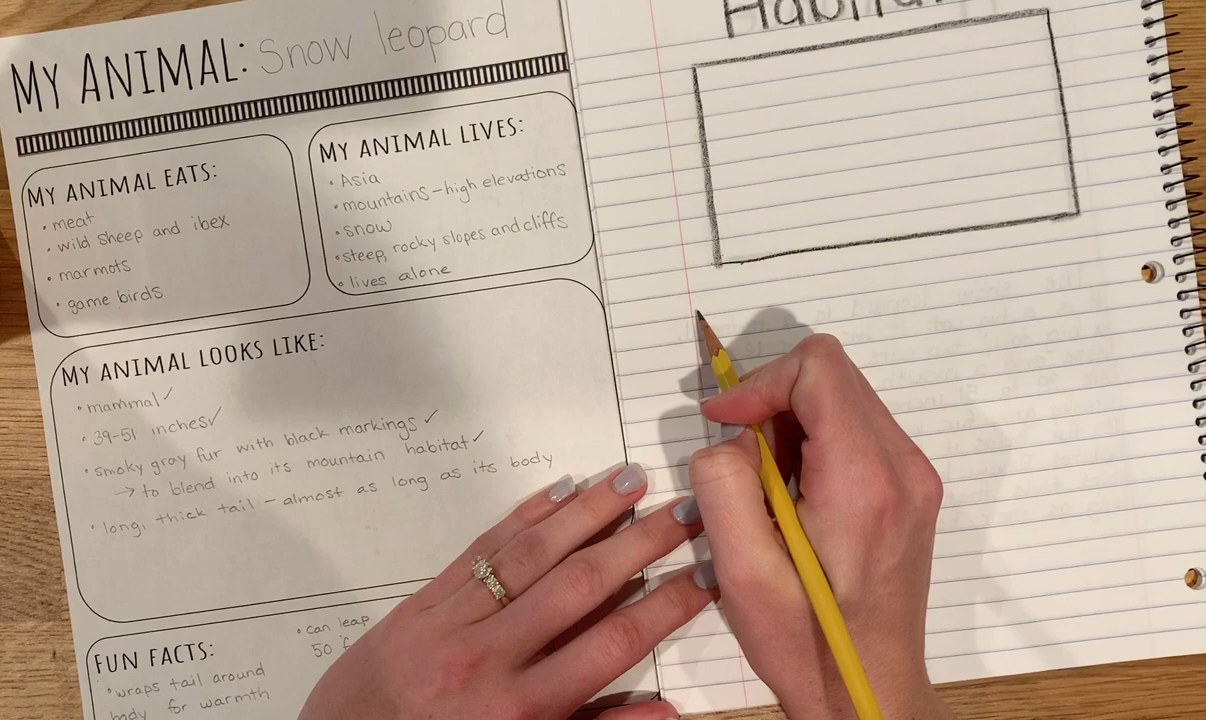 MY ANIMAL: Snow leopard
MY ANIMAL EATS:
• meat
• wild sheep and ibex
• marmots
• game birds
MY ANIMAL LIVES:
• Asia
• mountains-high elevations
• snow
• steep, rocky slopes and cliffs
• lives alone
MY ANIMAL LOOKS LIKE:
• mammal ✓
• 39-51 inches ✓
• smoky gray fur with black markings ✓
→ to blend into its mountain habitat ✓
• long, thick tail - almost as long as its body
FUN FACTS:
• wraps tail around
body for warmth
• can leap
50